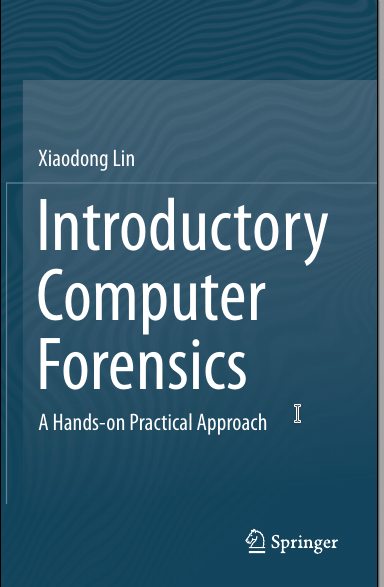 Xiaodong Lin
Introductory
Computer
Forensics
A Hands-on Practical Approach
Springer